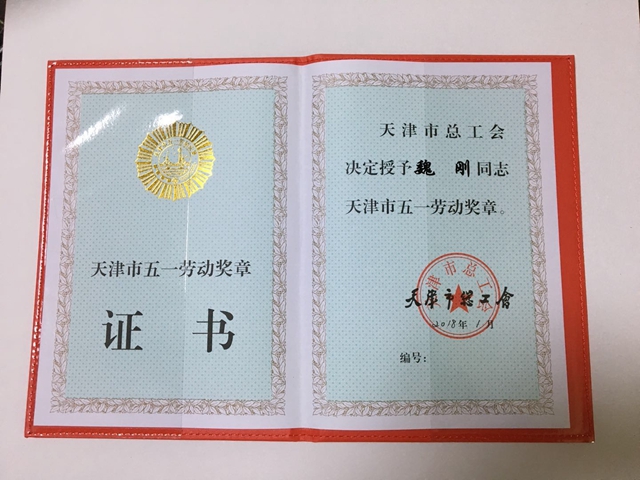 天津市五一劳动奖章
证 书
天津市总工会
决定授予魏 刚同志
天津市五一劳动奖章。
天津市总工会
天津市总工會
2018年1月
编号: